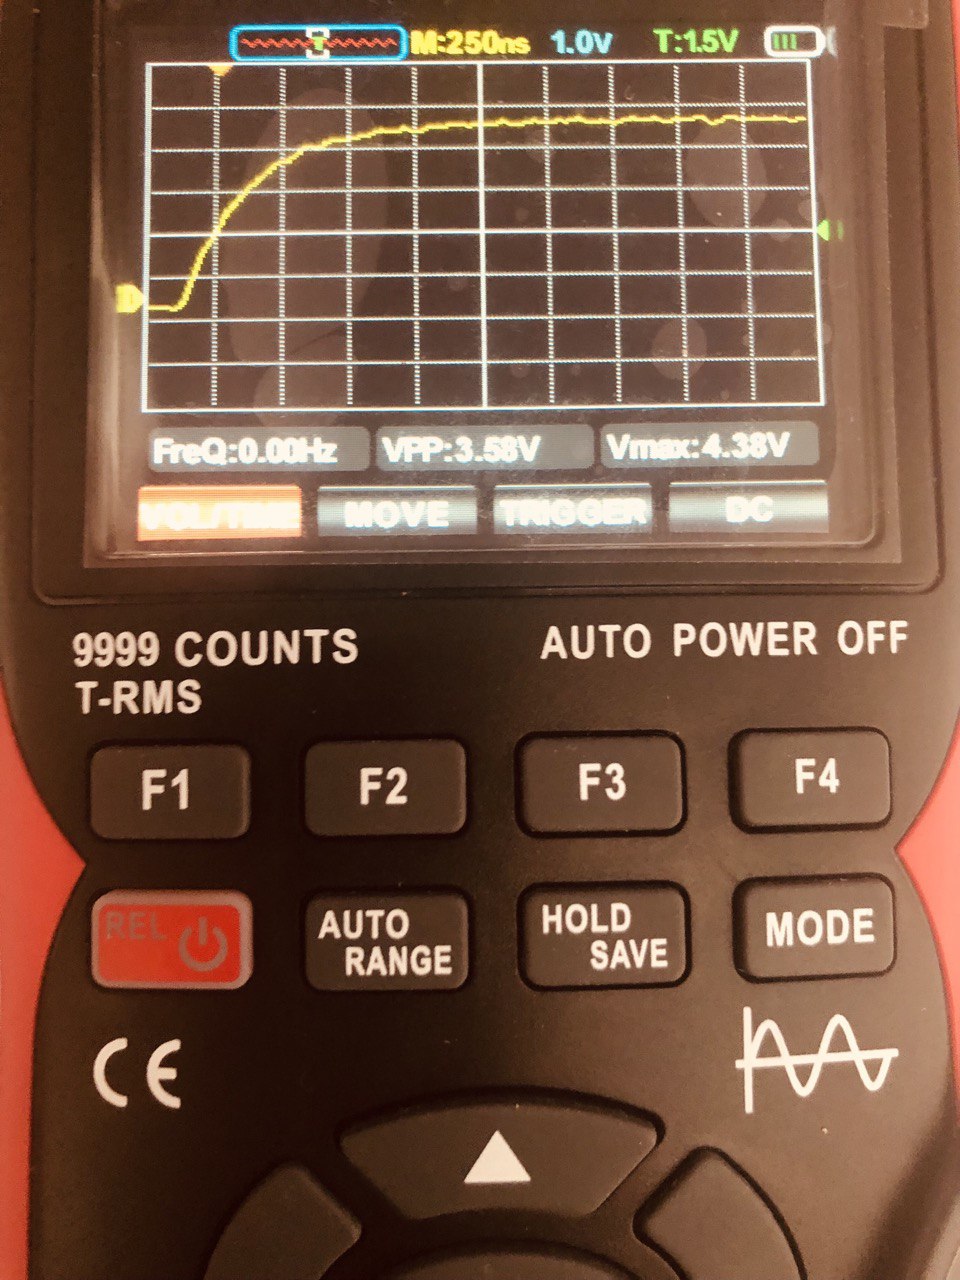 M:250ns 1.0V T:1.5V
FreQ:0.00Hz VPP:3.58V Vmax:4.38V
VOL/TIME MOVE TRIGGER DC
9999 COUNTS AUTO POWER OFF
T-RMS
F1 F2 F3 F4
REL AUTO RANGE HOLD SAVE MODE
CE